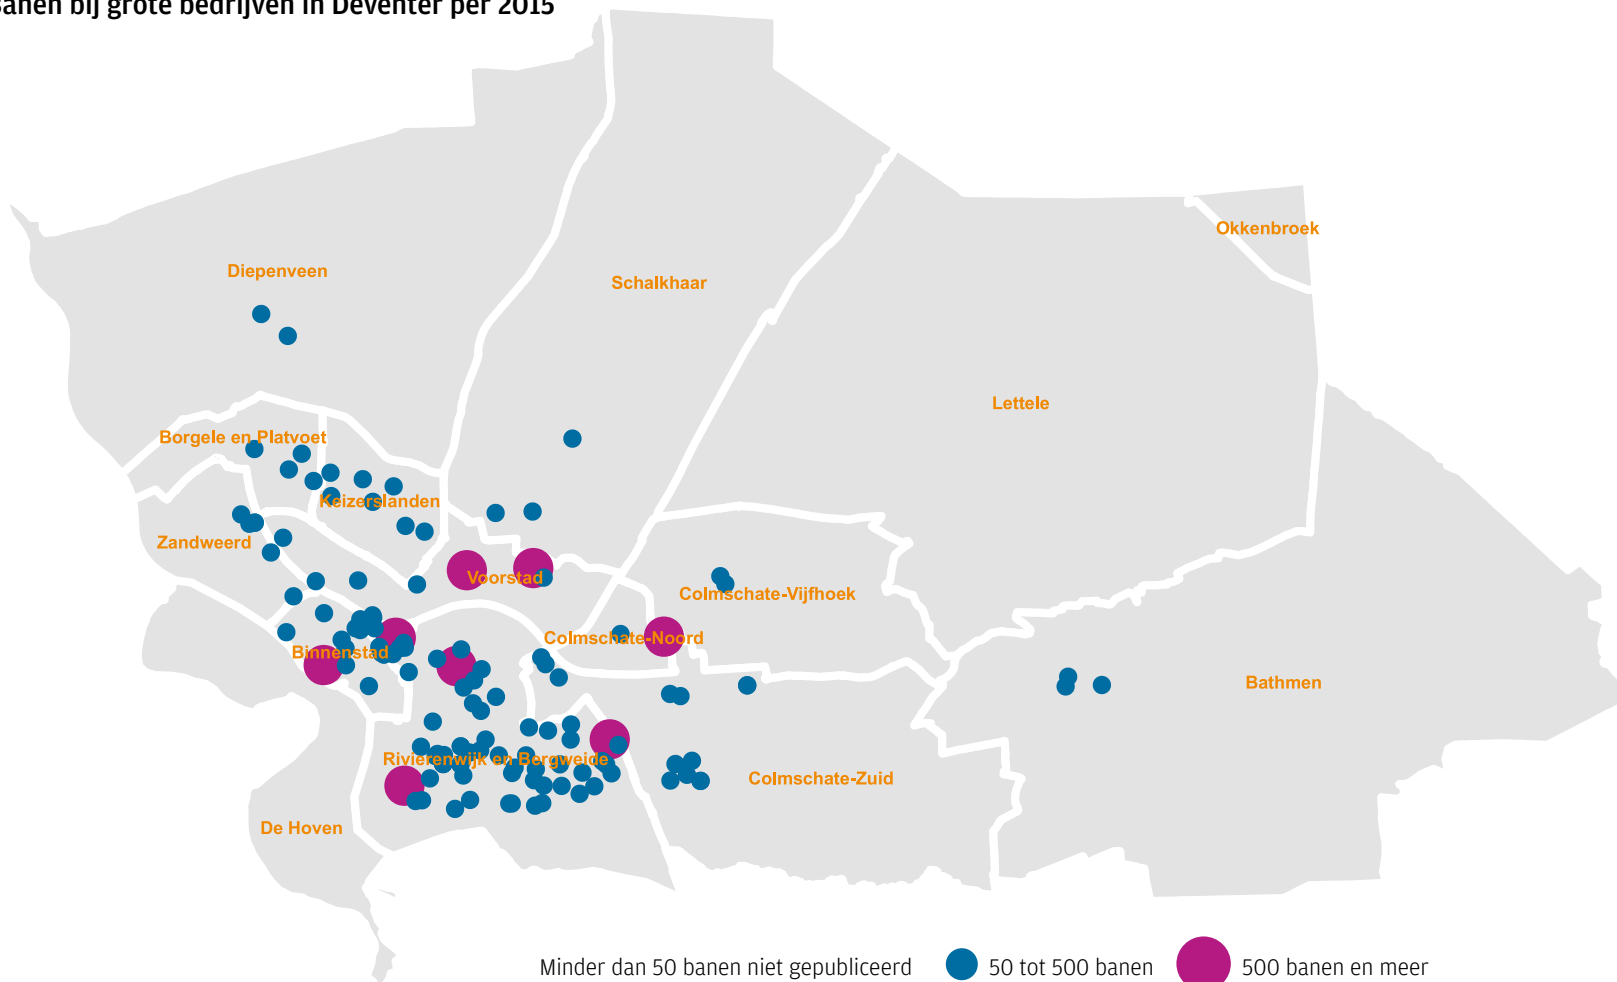 banen bij grote bedrijven in Deventer per 2015
Okkenbroek
Diepenveen
Schalkhaar
Lettele
Borgele en Platvoet
Keizerslanden
Zandweerd
Voorstad
Colmschate-Vijfhoek
Colmschate-Noord
Binnenstad
Bathmen
Rivierenwijk en Bergweide
Colmschate-Zuid
De Hoven
Minder dan 50 banen niet gepubliceerd
50 tot 500 banen
500 banen en meer